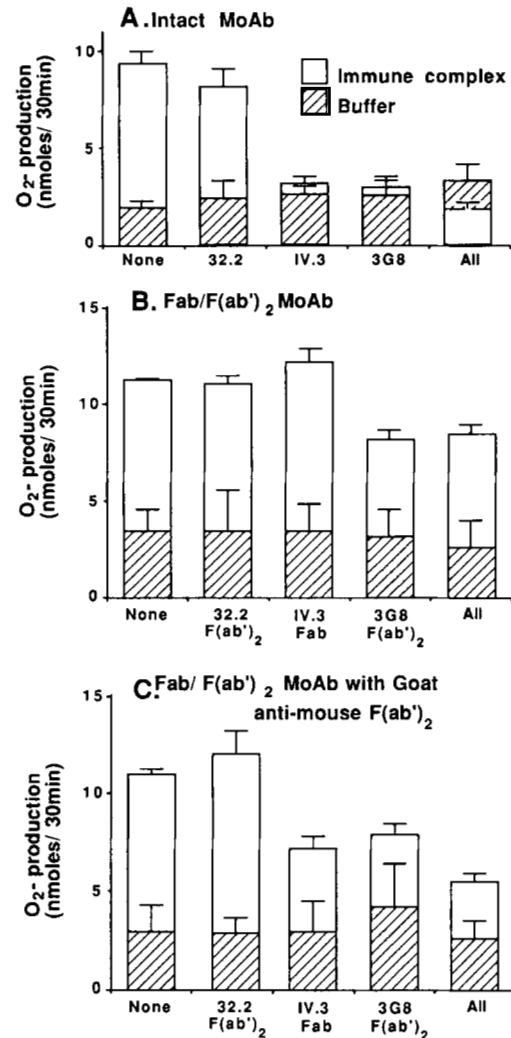 A. Intact MoAb
10
5
0
O2- production
(nmoles/ 30min)
Immune complex
Buffer
None 32.2 IV.3 3G8 All
B. Fab/F(ab')2 MoAb
15
10
5
0
O2- production
(nmoles/ 30min)
None 32.2 F(ab')2 IV.3 Fab 3G8 F(ab')2 All
C. Fab/ F(ab')2 MoAb with Goat
anti-mouse F(ab')2
15
10
5
0
O2- production
(nmoles/ 30min)
None 32.2 F(ab')2 IV.3 Fab 3G8 F(ab')2 All